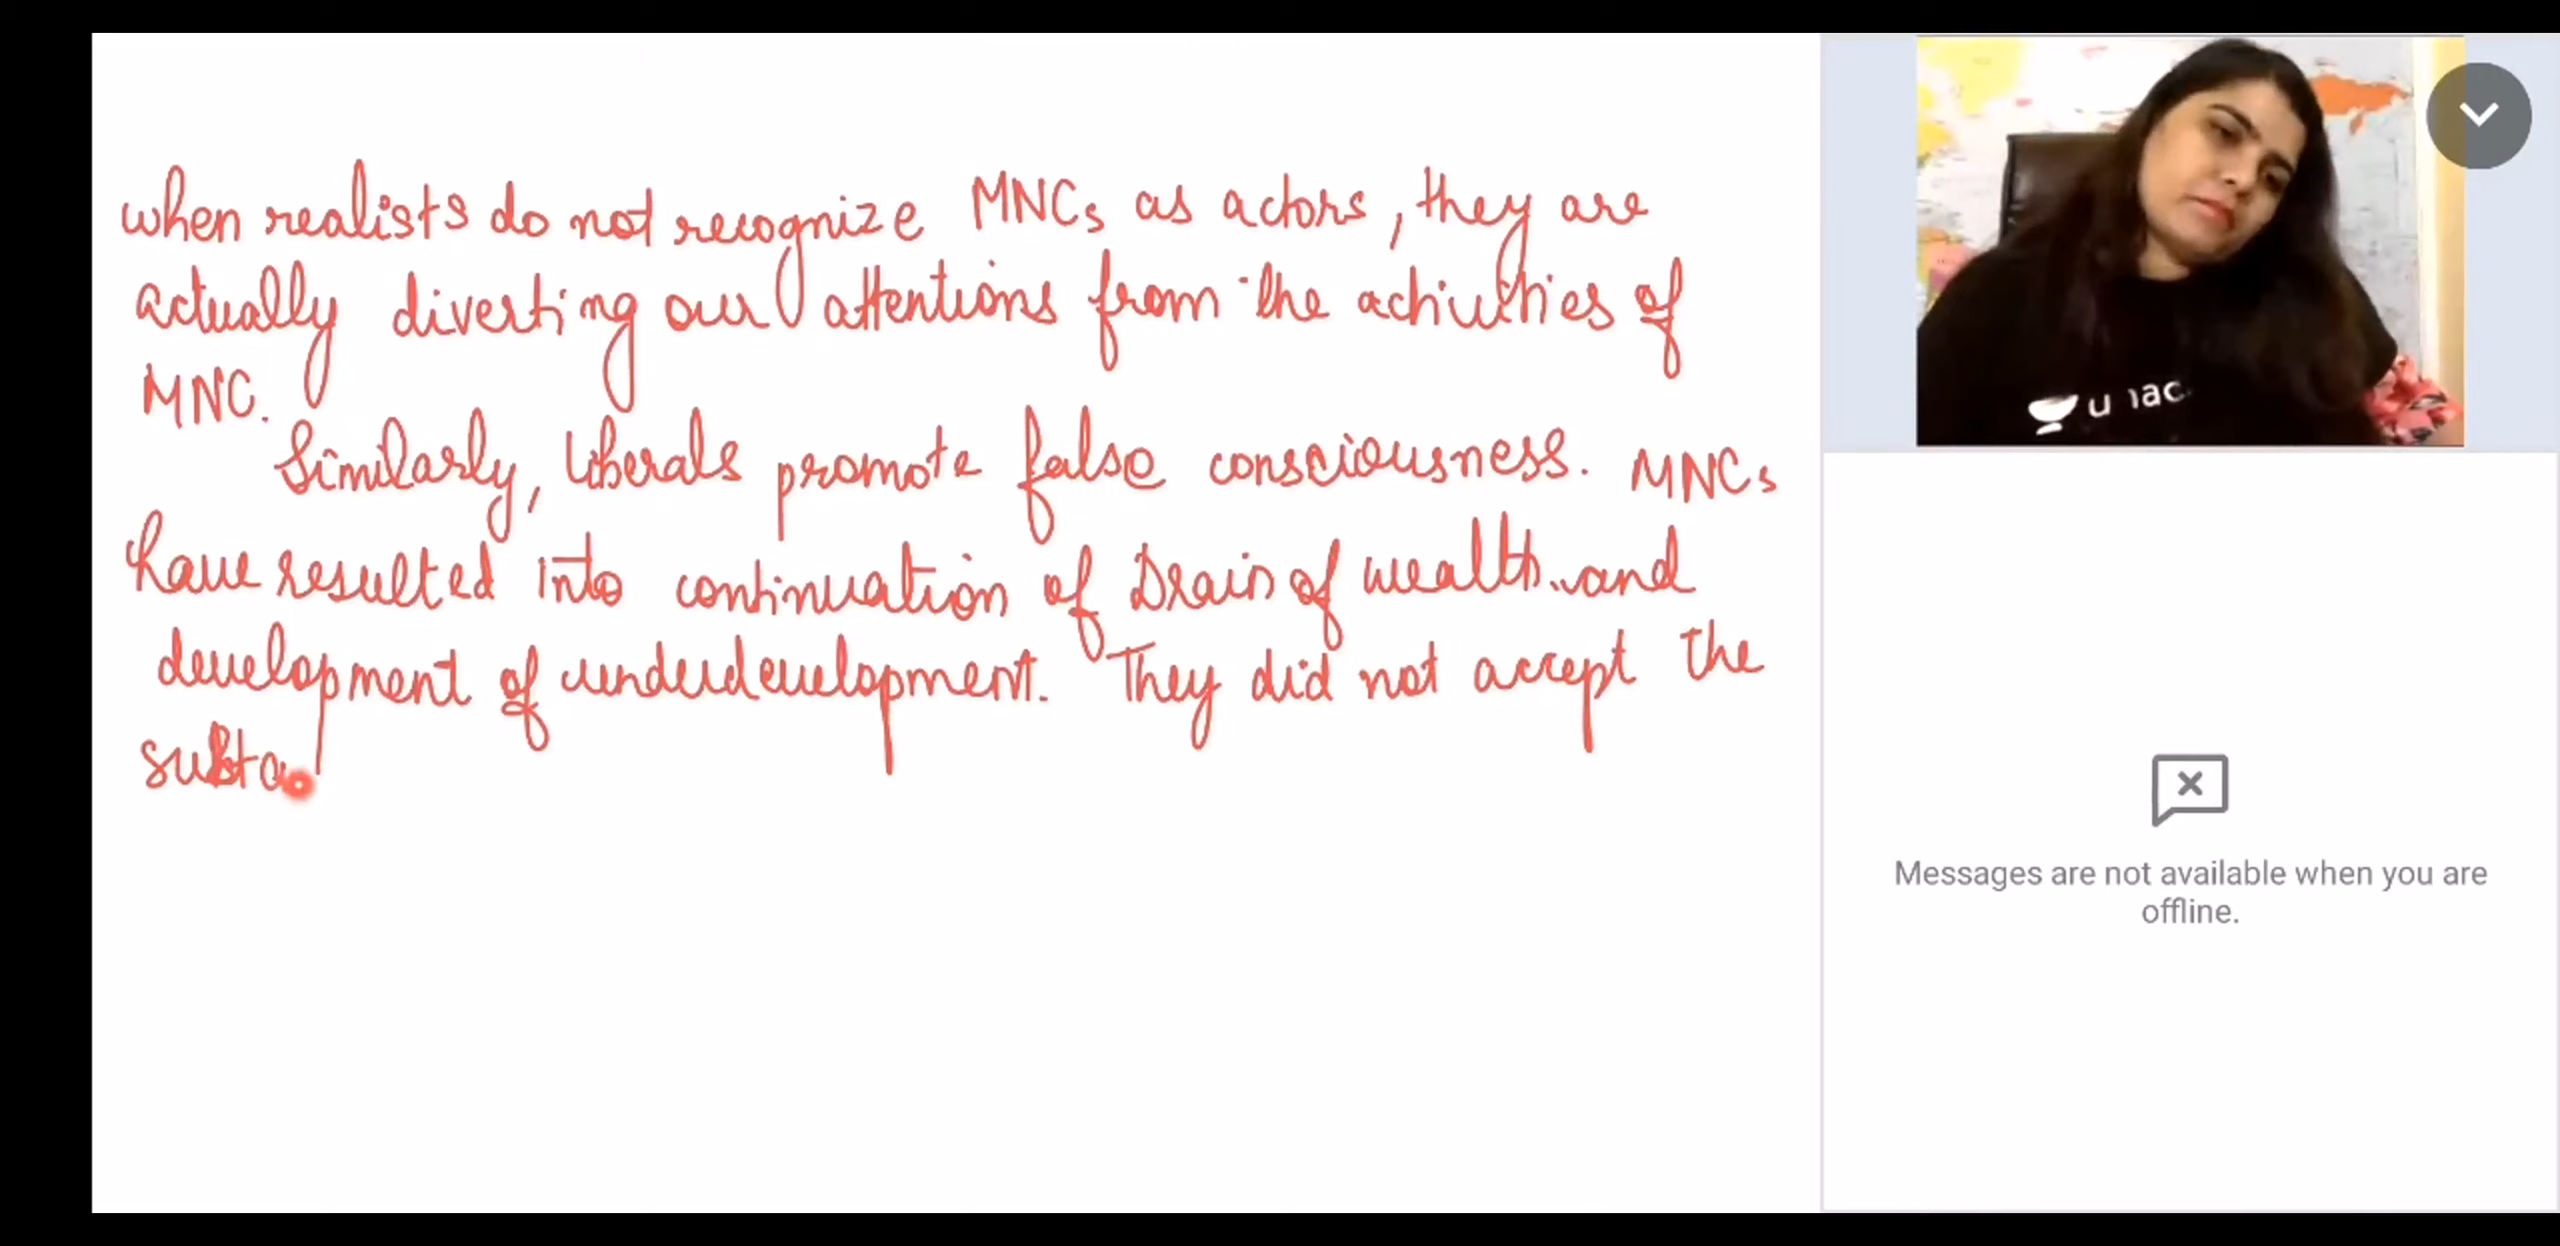 when realists do not recognize MNCs as actors, they are
actually diverting our attentions from the activities of
MNC.
Similarly, liberals promote false consciousness. MNCs
have resulted into continuation of Drain of wealth and
development of underdevelopment. They did not accept the
substa
u nac
Messages are not available when you are
offline.